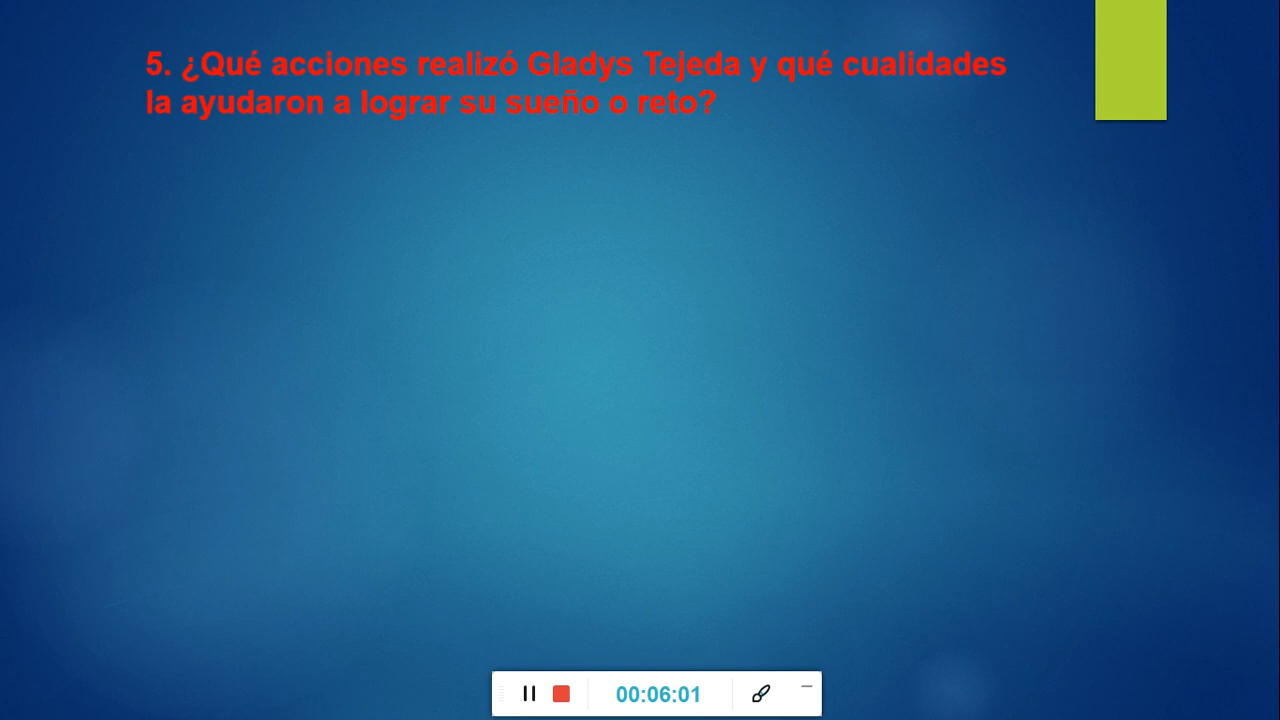 5. ¿Qué acciones realizó Gladys Tejeda y qué cualidades
la ayudaron a lograr su sueño o reto?
00:06:01